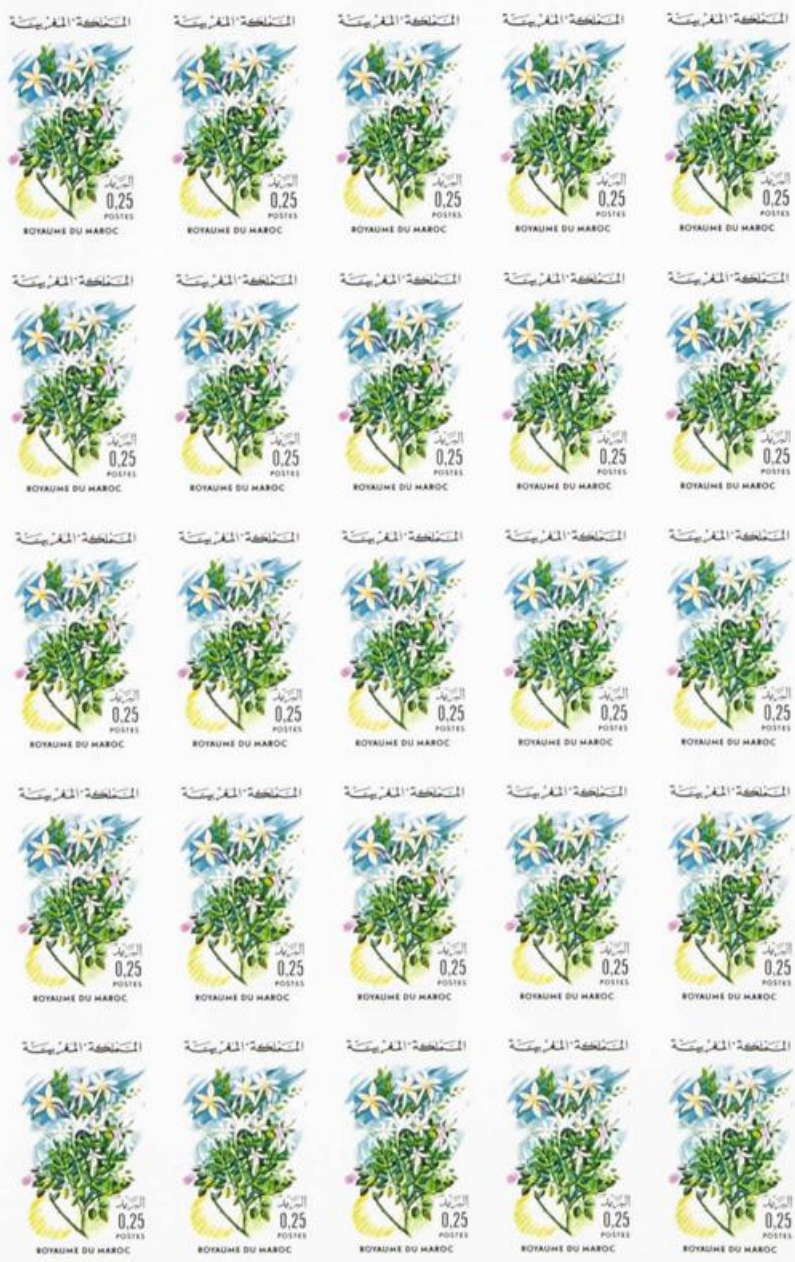 المملكة المغربية المملكة المغربية المملكة المغربية المملكة المغربية المملكة المغربية
البريد البريد البريد البريد البريد
0,25 0,25 0,25 0,25 0,25
POSTES POSTES POSTES POSTES POSTES
ROYAUME DU MAROC ROYAUME DU MAROC ROYAUME DU MAROC ROYAUME DU MAROC ROYAUME DU MAROC
المملكة المغربية المملكة المغربية المملكة المغربية المملكة المغربية المملكة المغربية
البريد البريد البريد البريد البريد
0,25 0,25 0,25 0,25 0,25
POSTES POSTES POSTES POSTES POSTES
ROYAUME DU MAROC ROYAUME DU MAROC ROYAUME DU MAROC ROYAUME DU MAROC ROYAUME DU MAROC
المملكة المغربية المملكة المغربية المملكة المغربية المملكة المغربية المملكة المغربية
البريد البريد البريد البريد البريد
0,25 0,25 0,25 0,25 0,25
POSTES POSTES POSTES POSTES POSTES
ROYAUME DU MAROC ROYAUME DU MAROC ROYAUME DU MAROC ROYAUME DU MAROC ROYAUME DU MAROC
المملكة المغربية المملكة المغربية المملكة المغربية المملكة المغربية المملكة المغربية
البريد البريد البريد البريد البريد
0,25 0,25 0,25 0,25 0,25
POSTES POSTES POSTES POSTES POSTES
ROYAUME DU MAROC ROYAUME DU MAROC ROYAUME DU MAROC ROYAUME DU MAROC ROYAUME DU MAROC
المملكة المغربية المملكة المغربية المملكة المغربية المملكة المغربية المملكة المغربية
البريد البريد البريد البريد البريد
0,25 0,25 0,25 0,25 0,25
POSTES POSTES POSTES POSTES POSTES
ROYAUME DU MAROC ROYAUME DU MAROC ROYAUME DU MAROC ROYAUME DU MAROC ROYAUME DU MAROC